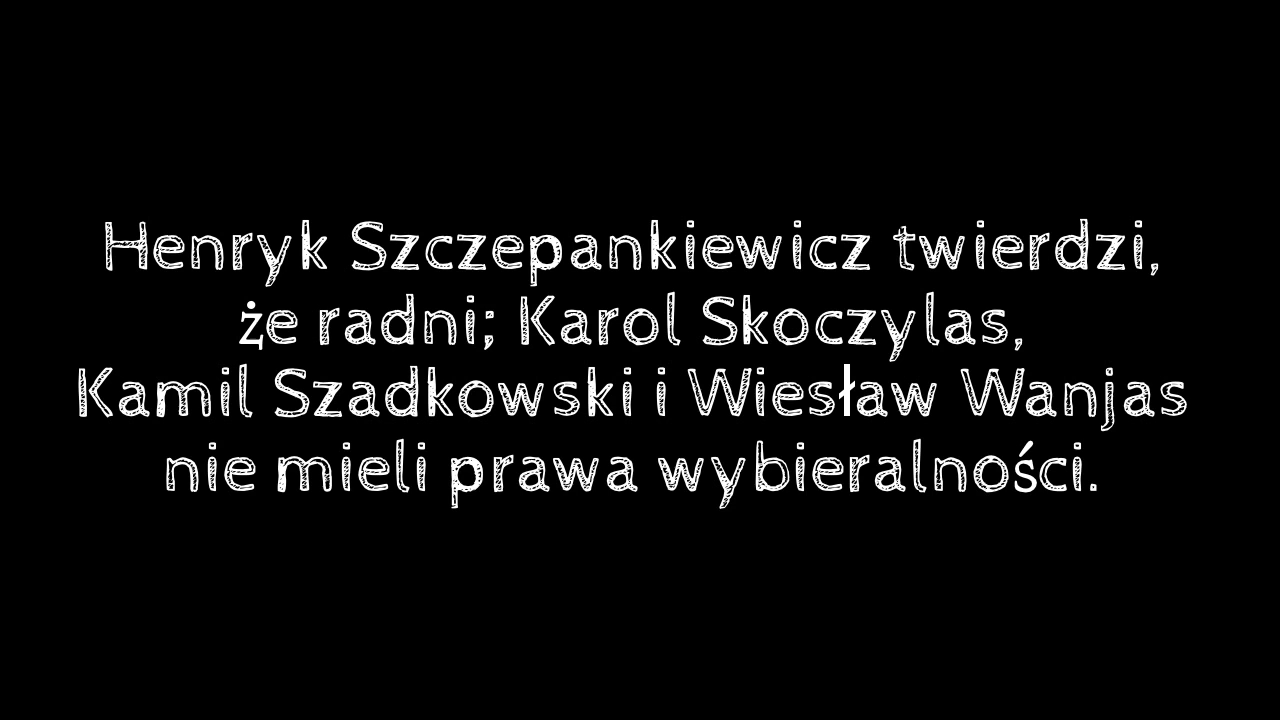 Henryk Szczepankiewicz twierdzi,
że radni; Karol Skoczylas,
Kamil Szadkowski i Wiesław Wanjas
nie mieli prawa wybieralności.